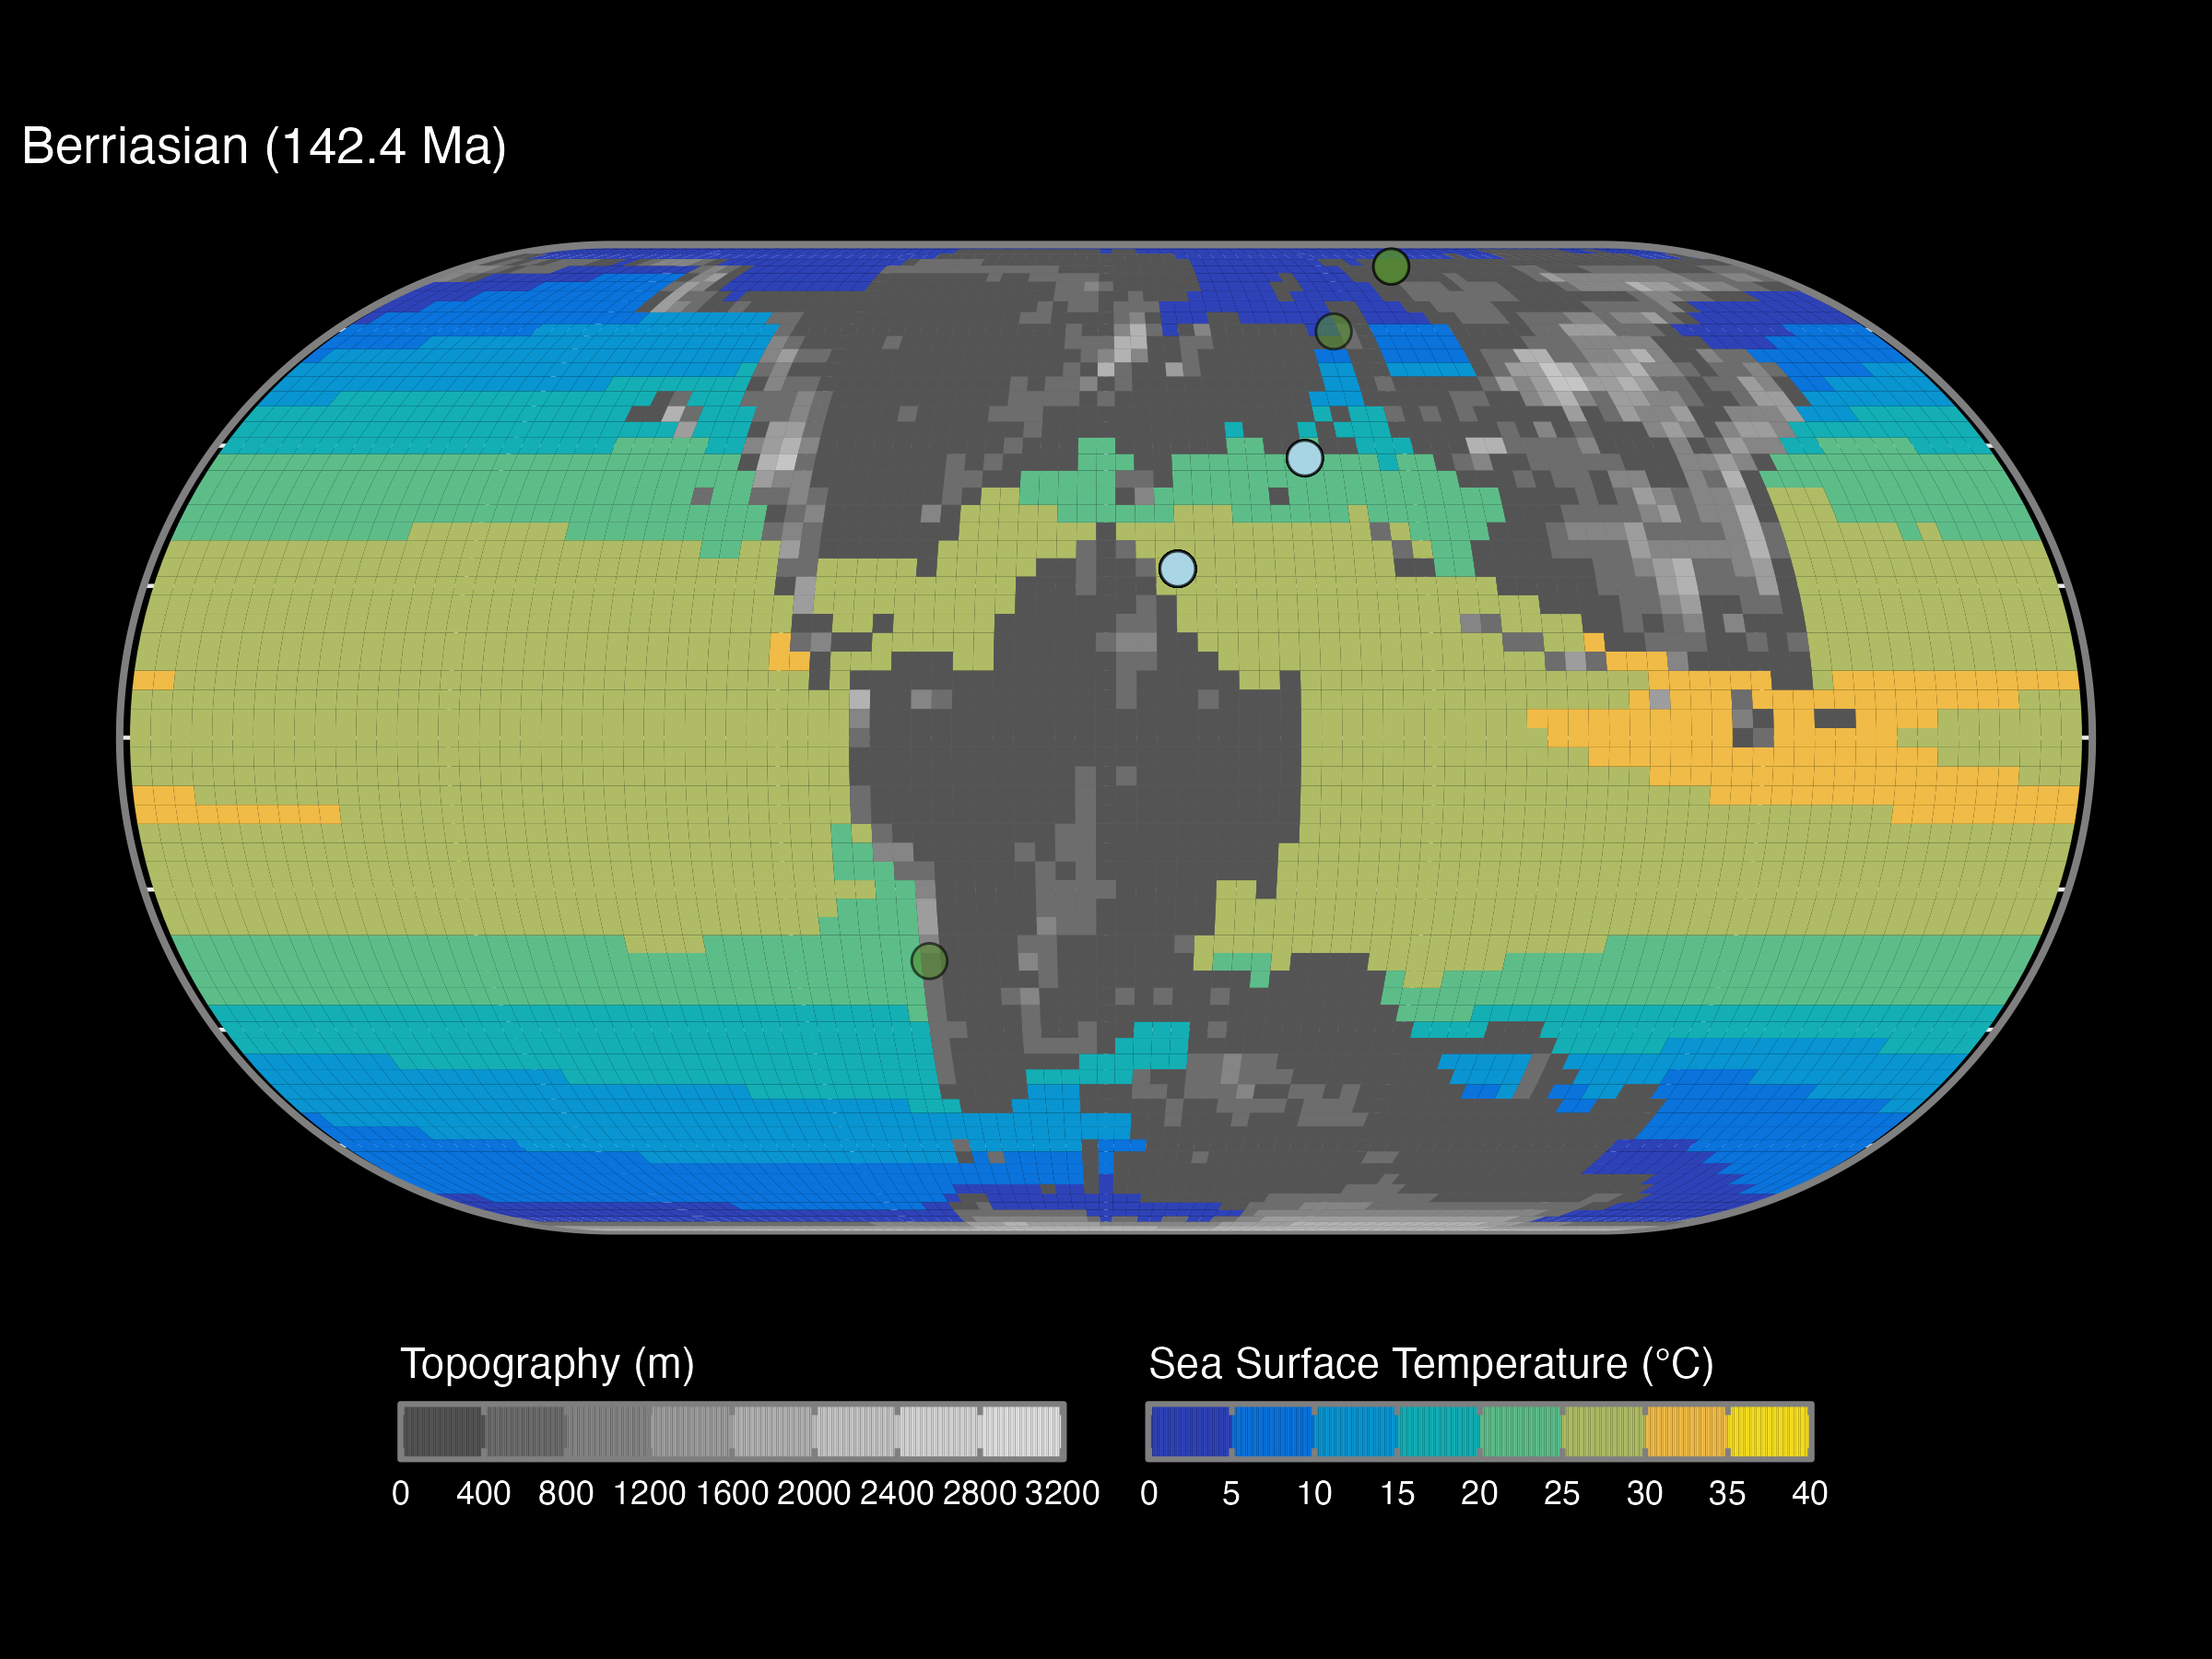 Berriasian (142.4 Ma)
Topography (m)
0 400 800 1200 1600 2000 2400 2800 3200
Sea Surface Temperature (°C)
0 5 10 15 20 25 30 35 40